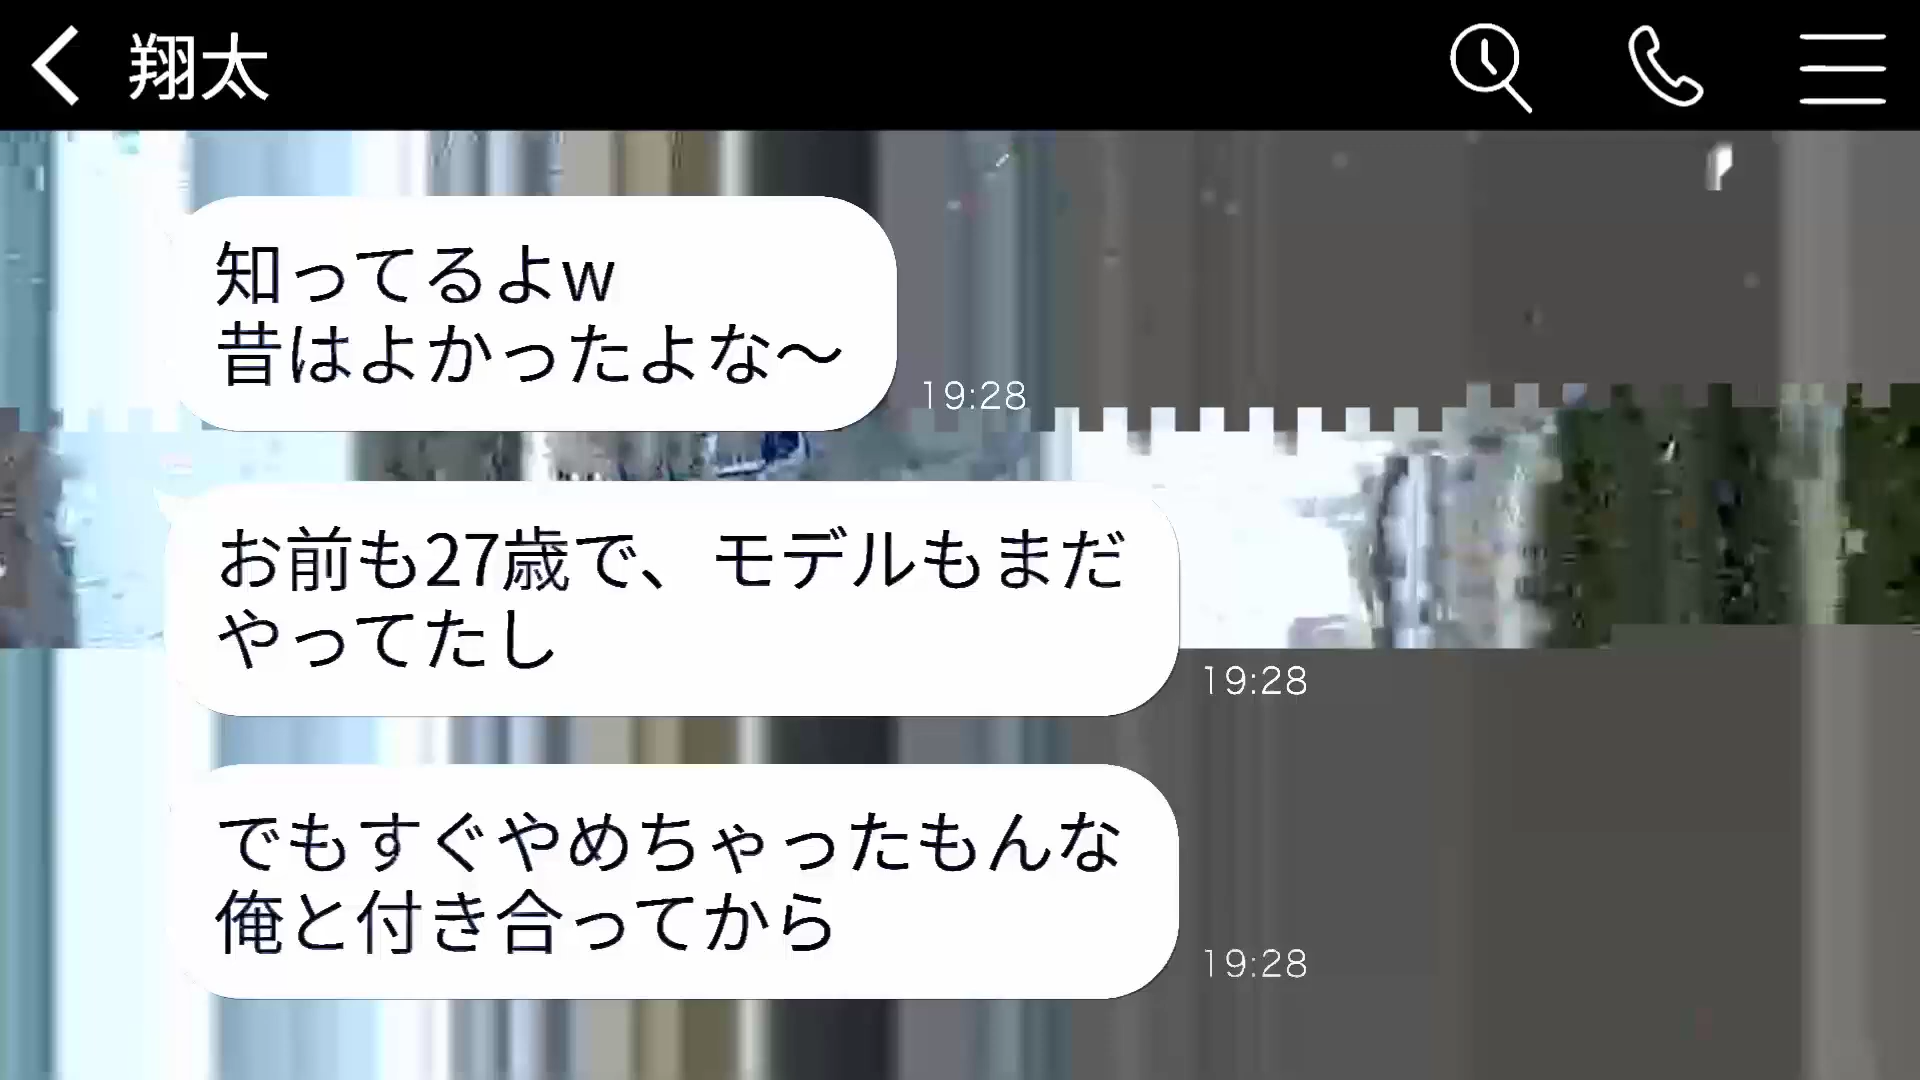 翔太
知ってるよw
昔はよかったよな〜
19:28
お前も27歳で、モデルもまだ
やってたし
19:28
でもすぐやめちゃったもんな
俺と付き合ってから
19:28